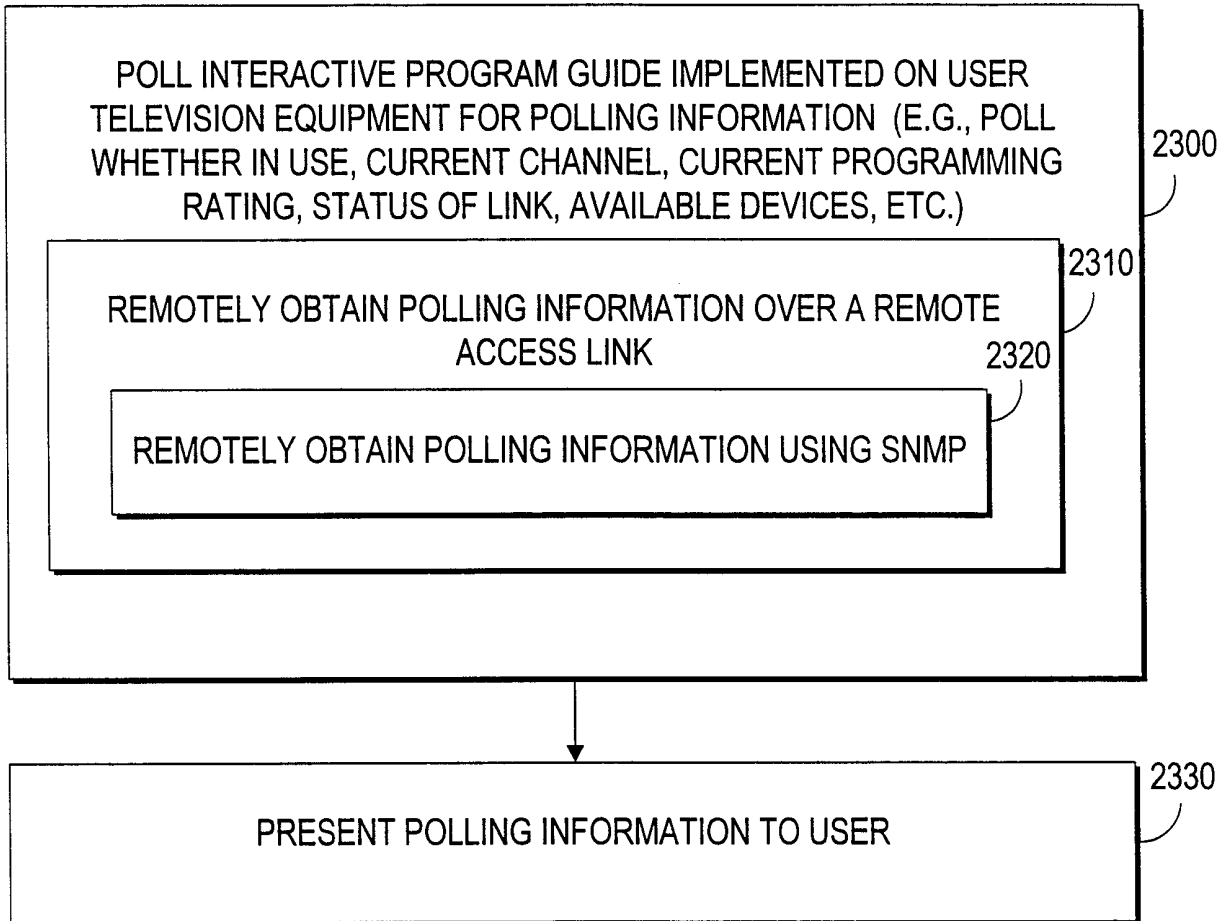 POLL INTERACTIVE PROGRAM GUIDE IMPLEMENTED ON USER
TELEVISION EQUIPMENT FOR POLLING INFORMATION (E.G., POLL
WHETHER IN USE, CURRENT CHANNEL, CURRENT PROGRAMMING
RATING, STATUS OF LINK, AVAILABLE DEVICES, ETC.)
2300
2310
REMOTELY OBTAIN POLLING INFORMATION OVER A REMOTE
ACCESS LINK
2320
REMOTELY OBTAIN POLLING INFORMATION USING SNMP
2330
PRESENT POLLING INFORMATION TO USER